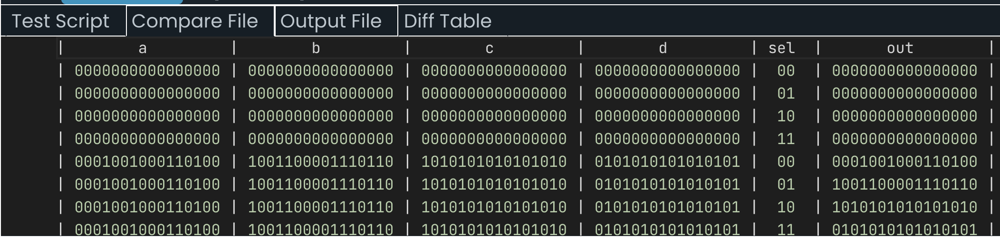 Test Script Compare File Output File Diff Table
| a | b | c | d | sel | out |
| 0000000000000000 | 0000000000000000 | 0000000000000000 | 0000000000000000 | 00 | 0000000000000000 |
| 0000000000000000 | 0000000000000000 | 0000000000000000 | 0000000000000000 | 01 | 0000000000000000 |
| 0000000000000000 | 0000000000000000 | 0000000000000000 | 0000000000000000 | 10 | 0000000000000000 |
| 0000000000000000 | 0000000000000000 | 0000000000000000 | 0000000000000000 | 11 | 0000000000000000 |
| 0001001000110100 | 1001100001110110 | 1010101010101010 | 0101010101010101 | 00 | 0001001000110100 |
| 0001001000110100 | 1001100001110110 | 1010101010101010 | 0101010101010101 | 01 | 1001100001110110 |
| 0001001000110100 | 1001100001110110 | 1010101010101010 | 0101010101010101 | 10 | 1010101010101010 |
| 0001001000110100 | 1001100001110110 | 1010101010101010 | 0101010101010101 | 11 | 0101010101010101 |